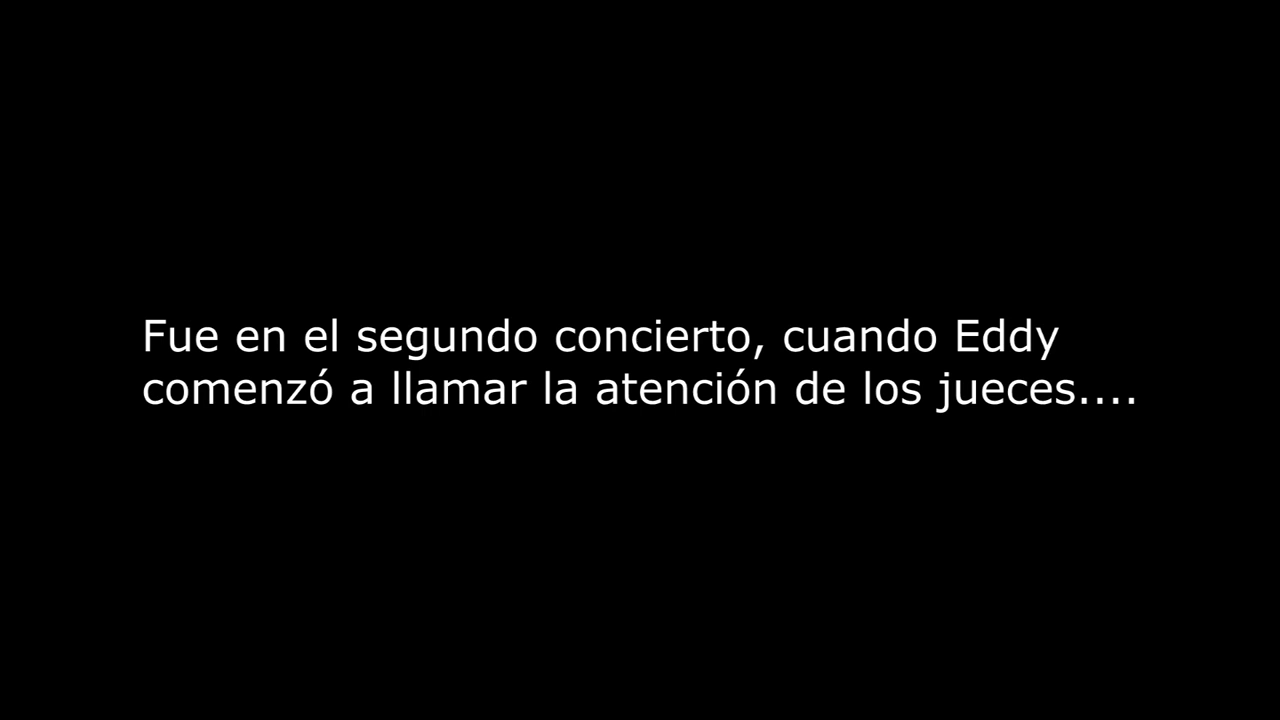 Fue en el segundo concierto, cuando Eddy
comenzó a llamar la atención de los jueces....